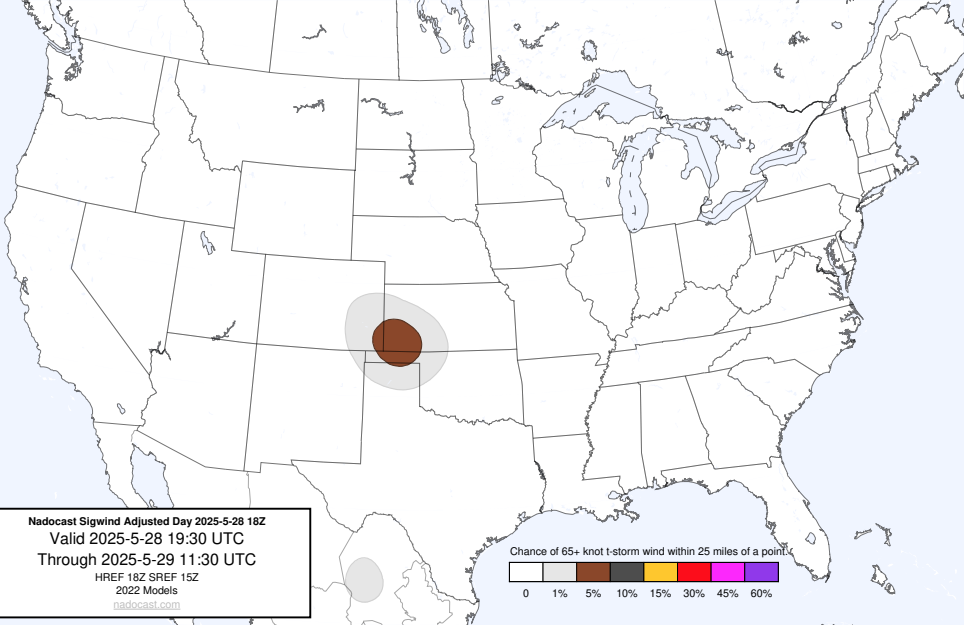 Nadocast Sigwind Adjusted Day 2025-5-28 18Z
Valid 2025-5-28 19:30 UTC
Through 2025-5-29 11:30 UTC
HREF 18Z SREF 15Z
2022 Models
nadocast.com
Chance of 65+ knot t-storm wind within 25 miles of a point.
0 1% 5% 10% 15% 30% 45% 60%